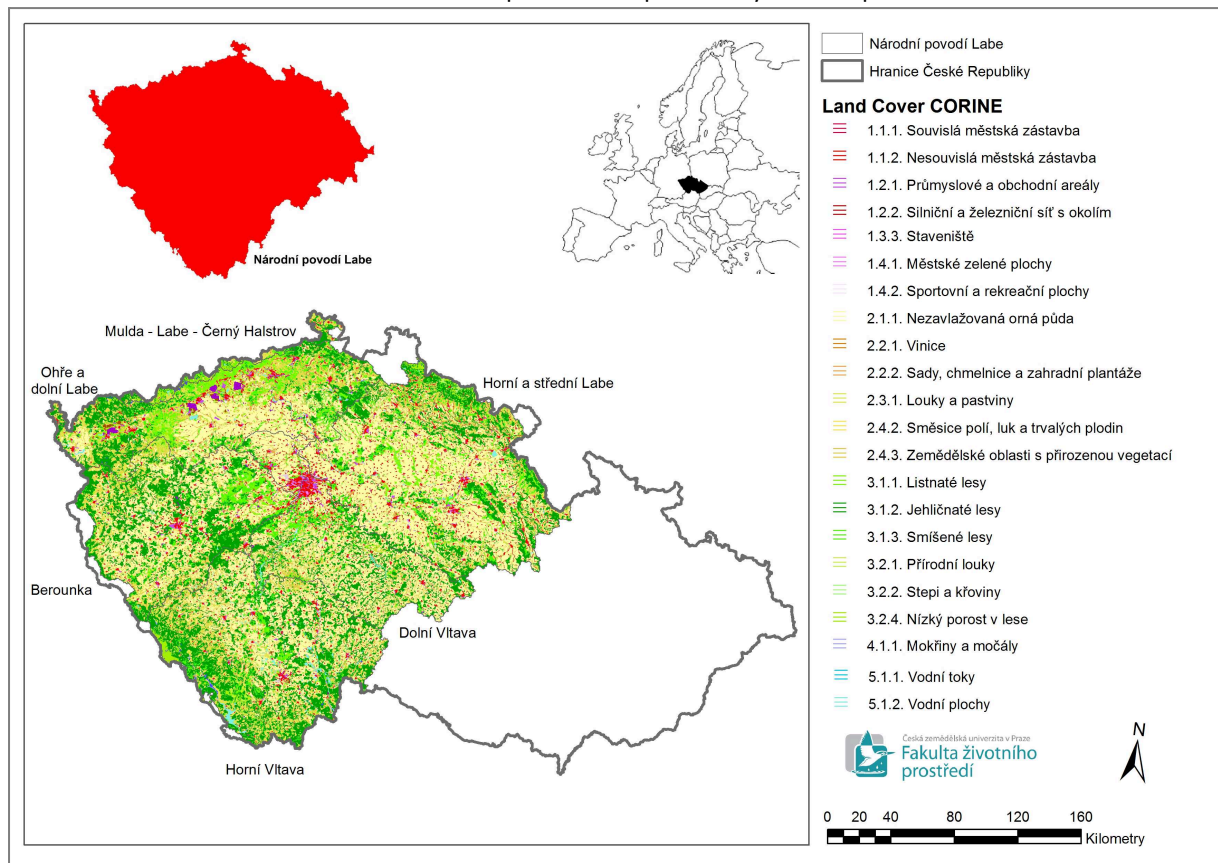 Národní povodí Labe
Mulda - Labe - Černý Halstrov
Ohře a
dolní Labe
Horní a střední Labe
Berounka
Dolní Vltava
Horní Vltava
Národní povodí Labe
Hranice České Republiky
Land Cover CORINE
1.1.1. Souvislá městská zástavba
1.1.2. Nesouvislá městská zástavba
1.2.1. Průmyslové a obchodní areály
1.2.2. Silniční a železniční síť s okolím
1.3.3. Staveniště
1.4.1. Městské zelené plochy
1.4.2. Sportovní a rekreační plochy
2.1.1. Nezavlažovaná orná půda
2.2.1. Vinice
2.2.2. Sady, chmelnice a zahradní plantáže
2.3.1. Louky a pastviny
2.4.2. Směsice polí, luk a trvalých plodin
2.4.3. Zemědělské oblasti s přirozenou vegetací
3.1.1. Listnaté lesy
3.1.2. Jehličnaté lesy
3.1.3. Smíšené lesy
3.2.1. Přírodní louky
3.2.2. Stepi a křoviny
3.2.4. Nízký porost v lese
4.1.1. Mokřiny a močály
5.1.1. Vodní toky
5.1.2. Vodní plochy
Česká zemědělská univerzita v Praze
Fakulta životního
prostředí
N
0 20 40 80 120 160
Kilometry